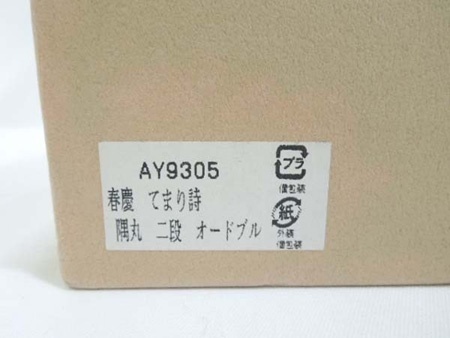 AY9305
春慶 てまり詩
隅丸 二段 オードブル
プラ
個包装
紙
外装
個包装